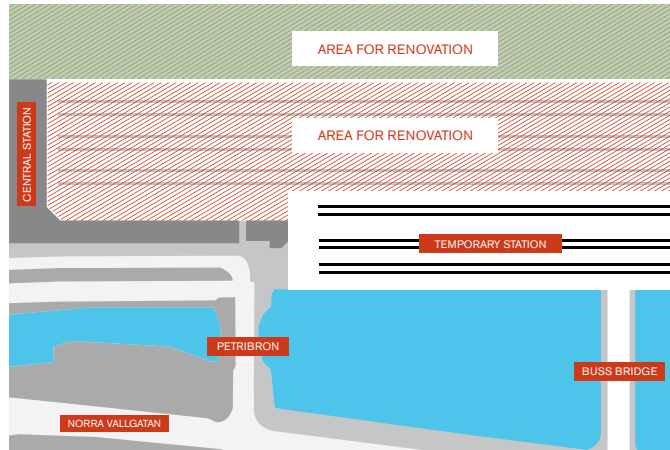 AREA FOR RENOVATION
AREA FOR RENOVATION
CENTRAL STATION
TEMPORARY STATION
PETRIBRON
BUSS BRIDGE
NORRA VALLGATAN